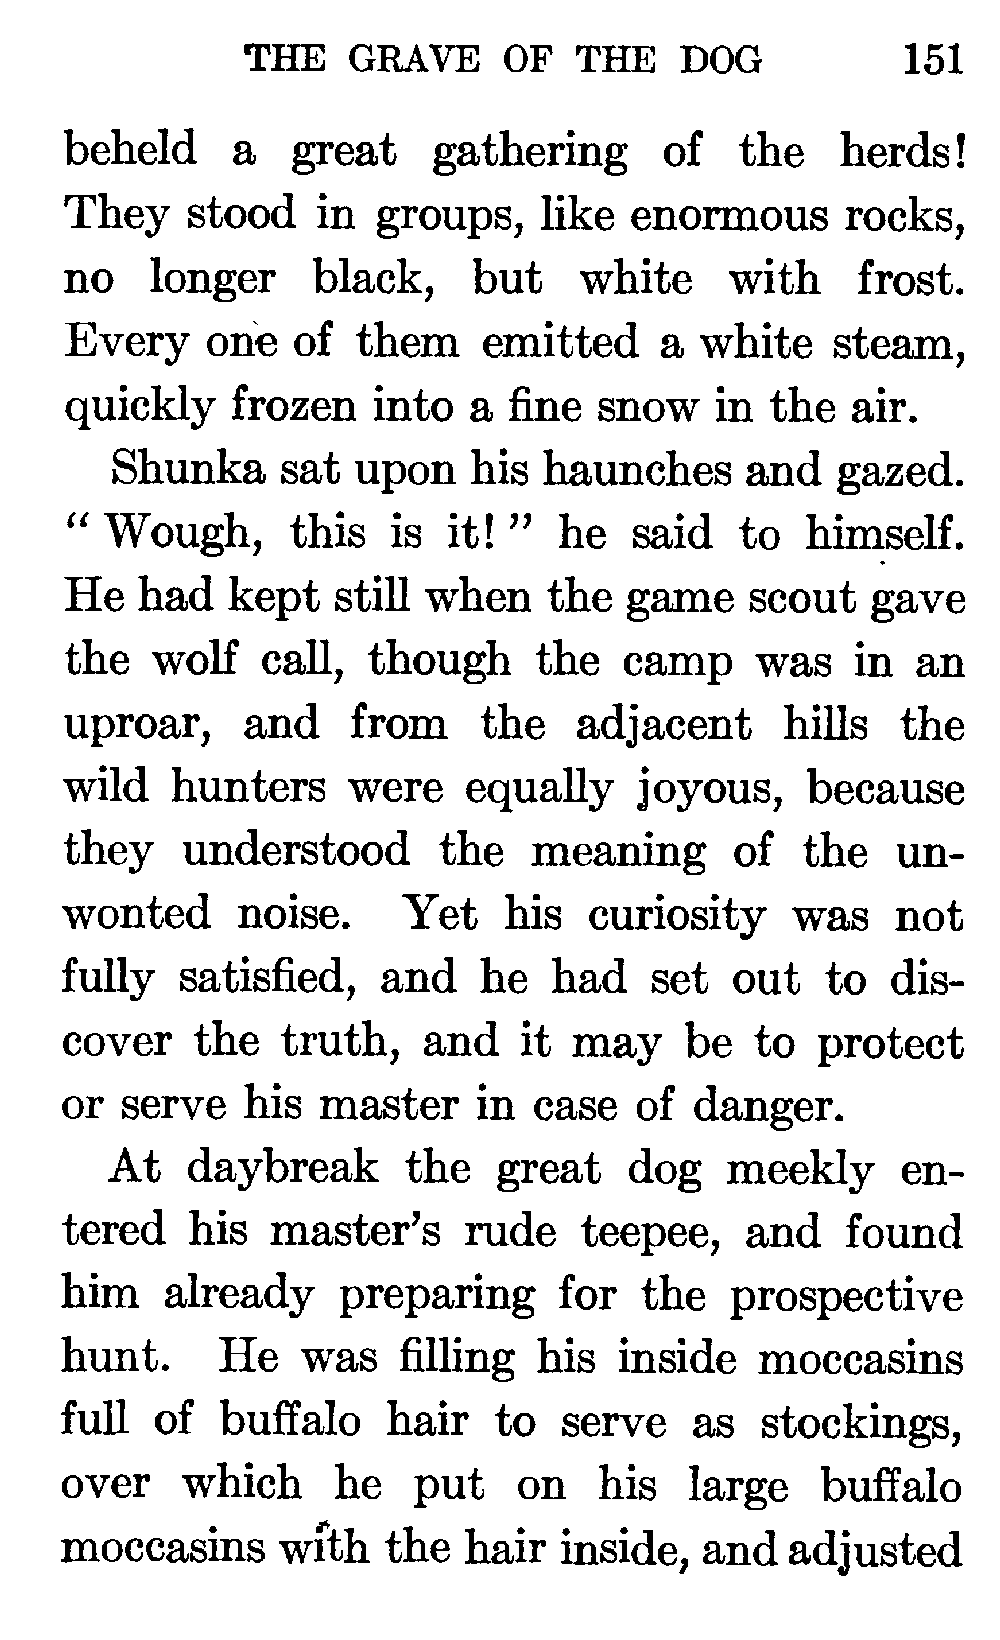 THE GRAVE OF THE DOG 151
beheld a great gathering of the herds!
They stood in groups, like enormous rocks,
no longer black, but white with frost.
Every one of them emitted a white steam,
quickly frozen into a fine snow in the air.
Shunka sat upon his haunches and gazed.
“ Wough, this is it! ” he said to himself.
He had kept still when the game scout gave
the wolf call, though the camp was in an
uproar, and from the adjacent hills the
wild hunters were equally joyous, because
they understood the meaning of the un-
wonted noise. Yet his curiosity was not
fully satisfied, and he had set out to dis-
cover the truth, and it may be to protect
or serve his master in case of danger.
At daybreak the great dog meekly en-
tered his master’s rude teepee, and found
him already preparing for the prospective
hunt. He was filling his inside moccasins
full of buffalo hair to serve as stockings,
over which he put on his large buffalo
moccasins with the hair inside, and adjusted